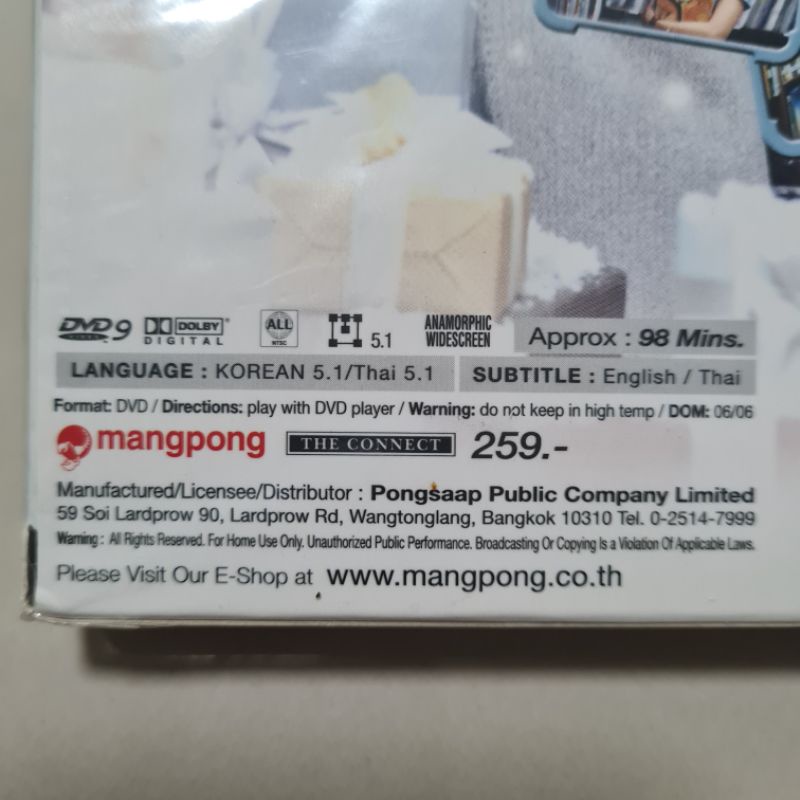 DVD 9 DOLBY DIGITAL ALL NTSC 5.1 ANAMORPHIC WIDESCREEN Approx : 98 Mins.
LANGUAGE : KOREAN 5.1/Thai 5.1 SUBTITLE : English / Thai
Format: DVD / Directions: play with DVD player / Warning: do not keep in high temp / DOM: 06/06
mangpong THE CONNECT 259.-
Manufactured/Licensee/Distributor : Pongsaap Public Company Limited
59 Soi Lardprow 90, Lardprow Rd, Wangtonglang, Bangkok 10310 Tel. 0-2514-7999
Warning : All Rights Reserved. For Home Use Only. Unauthorized Public Performance. Broadcasting Or Copying Is a Violation Of Applicable Laws.
Please Visit Our E-Shop at www.mangpong.co.th